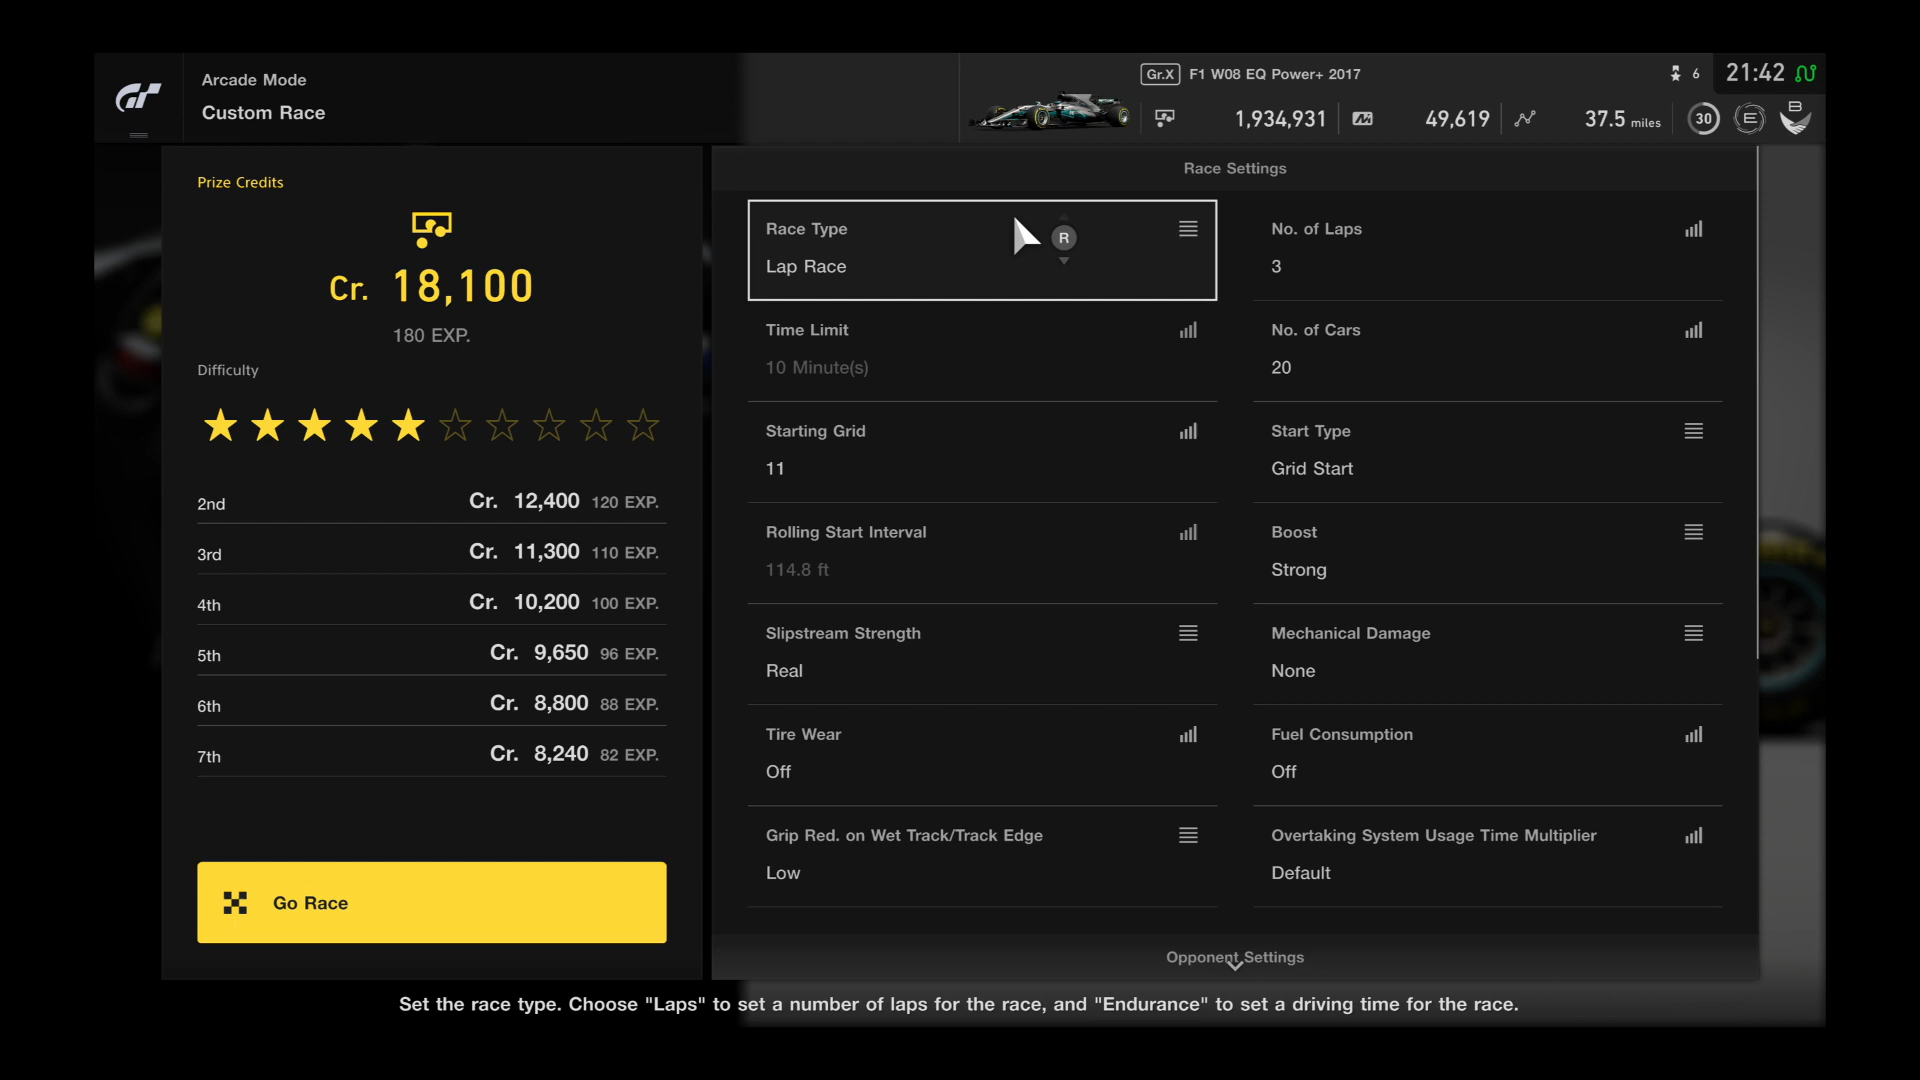 Arcade Mode
Custom Race
Gr.X F1 W08 EQ Power+ 2017
6
21:42
1,934,931
49,619
37.5 miles
30
E
B
Prize Credits
Cr. 18,100
180 EXP.
Difficulty
2nd Cr. 12,400 120 EXP.
3rd Cr. 11,300 110 EXP.
4th Cr. 10,200 100 EXP.
5th Cr. 9,650 96 EXP.
6th Cr. 8,800 88 EXP.
7th Cr. 8,240 82 EXP.
Go Race
Race Settings
Race Type
Lap Race
R
No. of Laps
3
Time Limit
10 Minute(s)
No. of Cars
20
Starting Grid
11
Start Type
Grid Start
Rolling Start Interval
114.8 ft
Boost
Strong
Slipstream Strength
Real
Mechanical Damage
None
Tire Wear
Off
Fuel Consumption
Off
Grip Red. on Wet Track/Track Edge
Low
Overtaking System Usage Time Multiplier
Default
Opponent Settings
Set the race type. Choose "Laps" to set a number of laps for the race, and "Endurance" to set a driving time for the race.